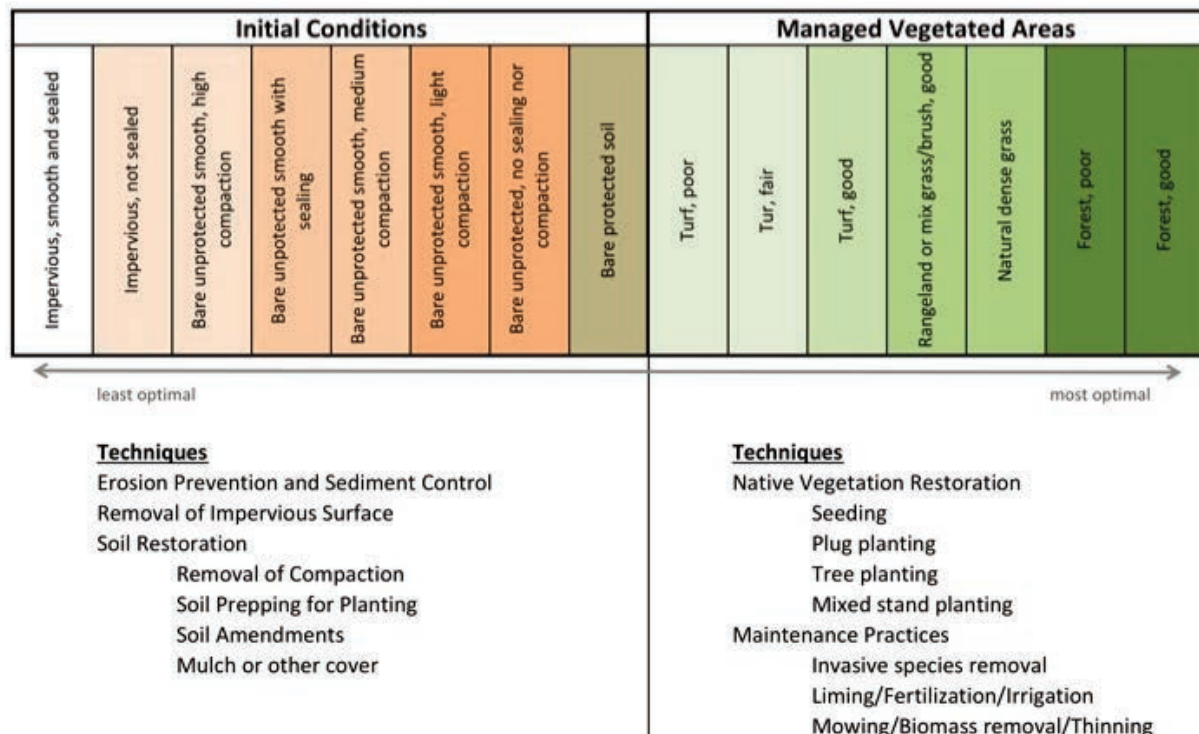 Initial Conditions
Managed Vegetated Areas
Impervious, smooth and sealed
Impervious, not sealed
Bare unprotected smooth, high
compaction
Bare unprotected smooth with
sealing
Bare unprotected smooth, medium
compaction
Bare unprotected smooth, light
compaction
Bare unprotected, no sealing nor
compaction
Bare protected soil
Turf, poor
Tur, fair
Turf, good
Rangeland or mix grass/brush, good
Natural dense grass
Forest, poor
Forest, good
least optimal
most optimal
Techniques
Erosion Prevention and Sediment Control
Removal of Impervious Surface
Soil Restoration
Removal of Compaction
Soil Prepping for Planting
Soil Amendments
Mulch or other cover
Techniques
Native Vegetation Restoration
Seeding
Plug planting
Tree planting
Mixed stand planting
Maintenance Practices
Invasive species removal
Liming/Fertilization/Irrigation
Mowing/Biomass removal/Thinning